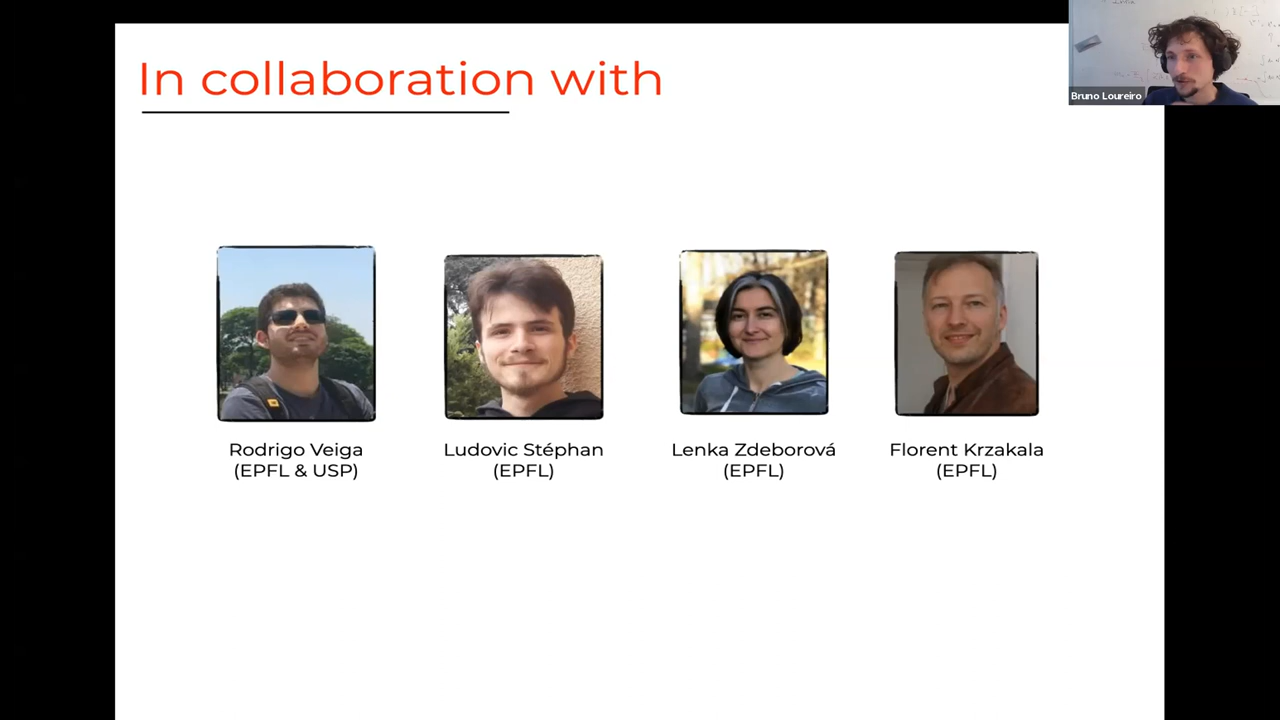 In collaboration with
Bruno Loureiro
Rodrigo Veiga
(EPFL & USP)
Ludovic Stéphan
(EPFL)
Lenka Zdeborová
(EPFL)
Florent Krzakala
(EPFL)